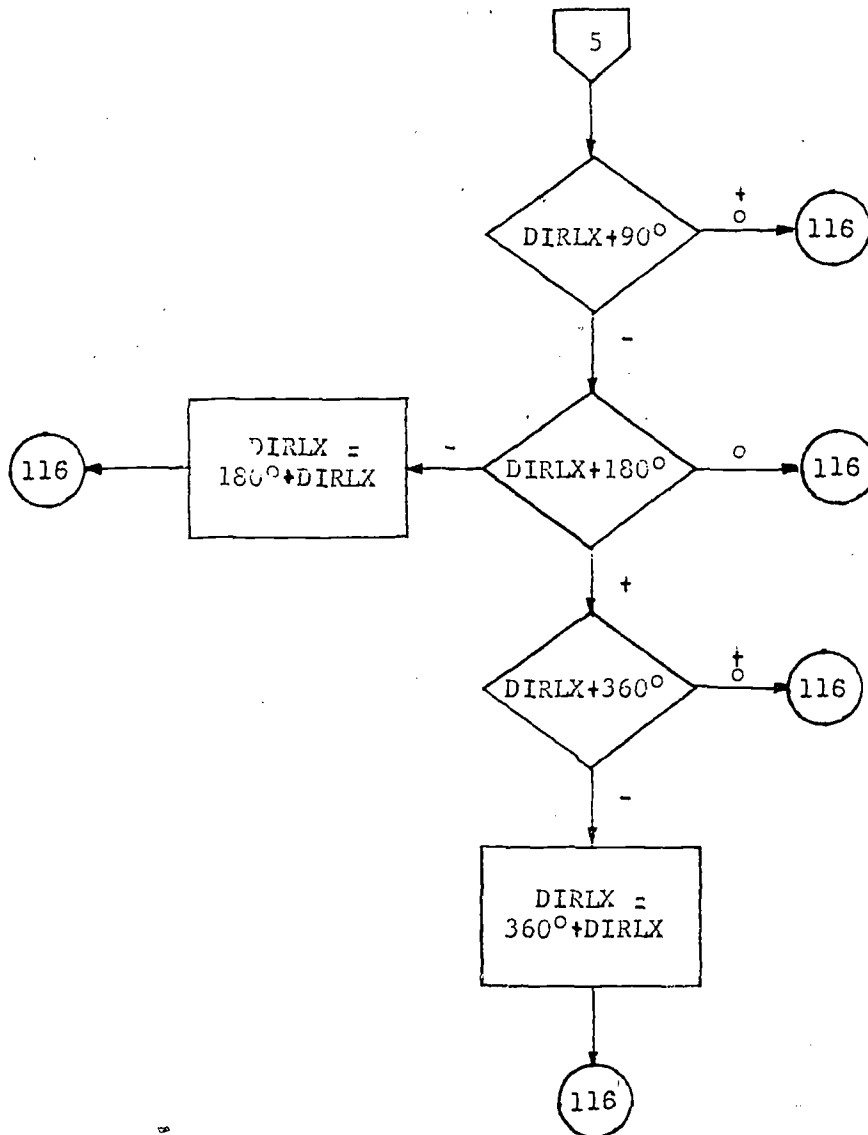 5
DIRLX+90°
+
0
116
-
DIRLX+180°
0
116
-
DIRLX =
180°+DIRLX
116
+
DIRLX+360°
+
0
116
-
DIRLX =
360°+DIRLX
116